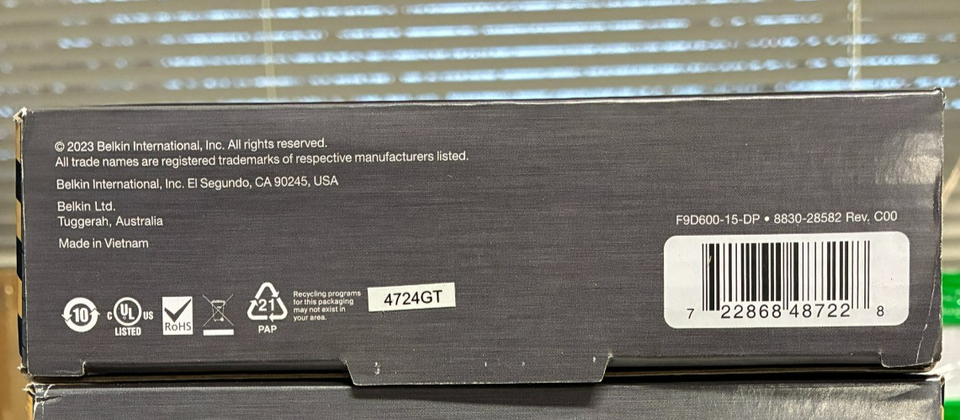 © 2023 Belkin International, Inc. All rights reserved.
All trade names are registered trademarks of respective manufacturers listed.
Belkin International, Inc. El Segundo, CA 90245, USA
Belkin Ltd.
Tuggerah, Australia
Made in Vietnam
F9D600-15-DP • 8830-28582 Rev. C00
7 22868 48722 8
10
c UL US
LISTED
RoHS
21
PAP
Recycling programs
for this packaging
may not exist in
your area.
4724GT